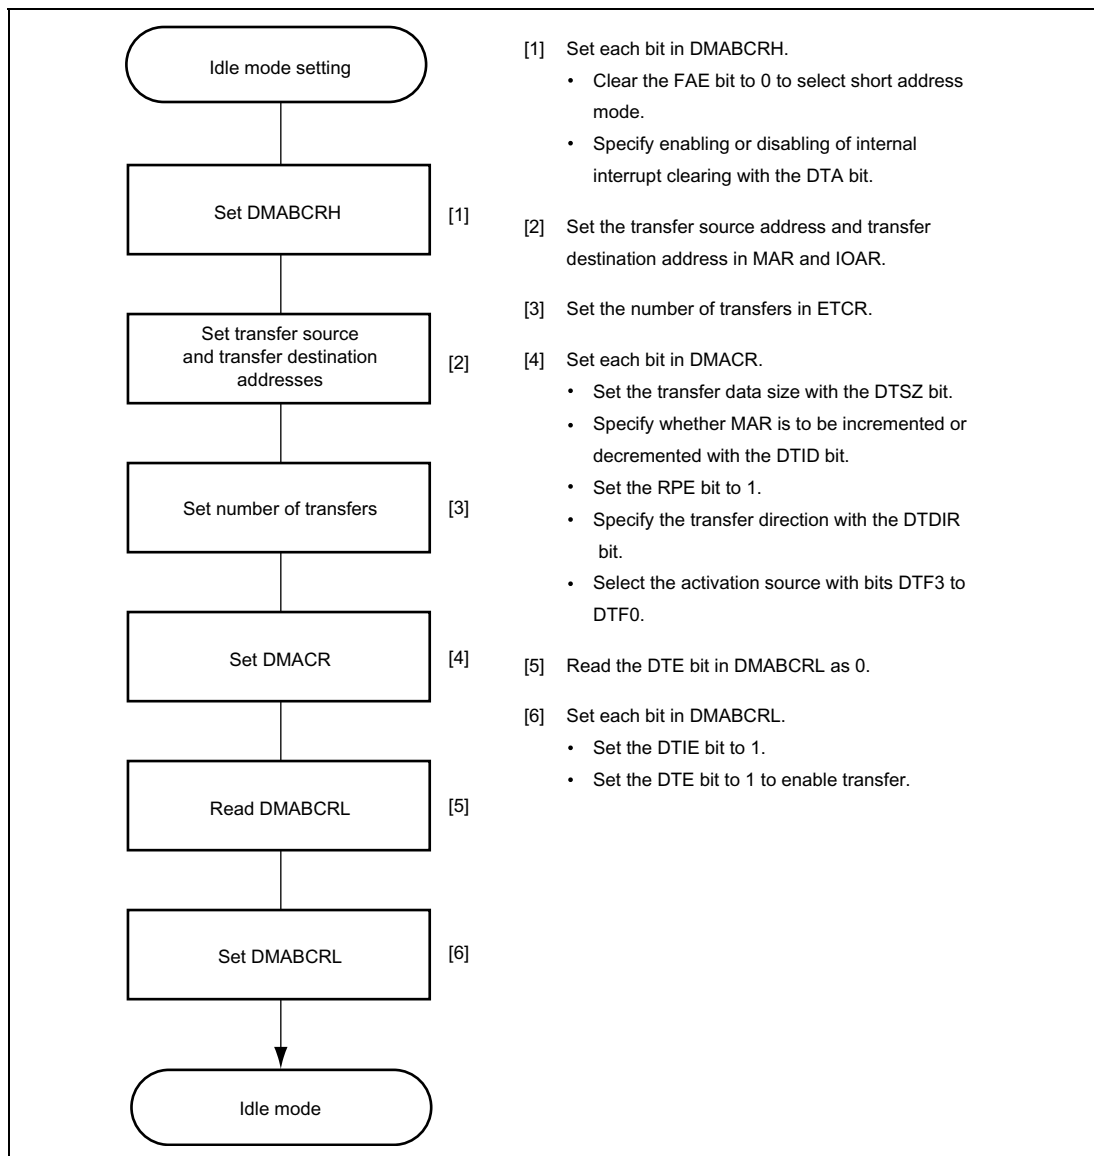 Idle mode setting
Set DMABCRH
[1]
Set transfer source
and transfer destination
addresses
[2]
Set number of transfers
[3]
Set DMACR
[4]
Read DMABCRL
[5]
Set DMABCRL
[6]
Idle mode
[1] Set each bit in DMABCRH.
• Clear the FAE bit to 0 to select short address
mode.
• Specify enabling or disabling of internal
interrupt clearing with the DTA bit.
[2] Set the transfer source address and transfer
destination address in MAR and IOAR.
[3] Set the number of transfers in ETCR.
[4] Set each bit in DMACR.
• Set the transfer data size with the DTSZ bit.
• Specify whether MAR is to be incremented or
decremented with the DTID bit.
• Set the RPE bit to 1.
• Specify the transfer direction with the DTDIR
bit.
• Select the activation source with bits DTF3 to
DTF0.
[5] Read the DTE bit in DMABCRL as 0.
[6] Set each bit in DMABCRL.
• Set the DTIE bit to 1.
• Set the DTE bit to 1 to enable transfer.